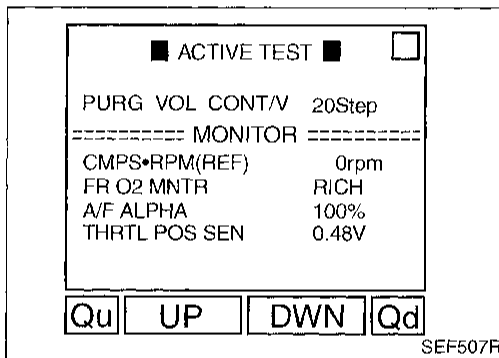 ■ ACTIVE TEST ■
PURG VOL CONT/V 20Step
========= MONITOR =========
CMPS•RPM(REF) 0rpm
FR O2 MNTR RICH
A/F ALPHA 100%
THRTL POS SEN 0.48V
Qu UP DWN Qd
SEF507R